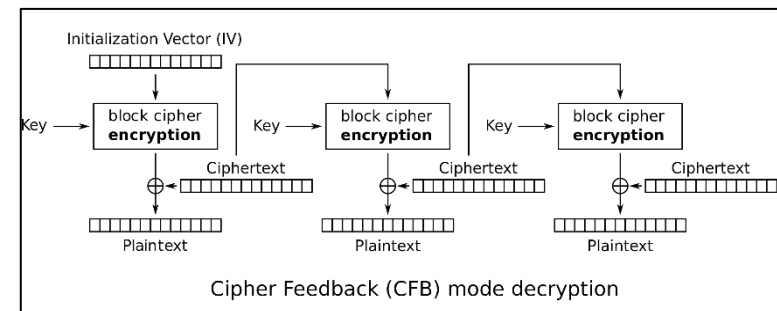 Initialization Vector (IV)
block cipher
encryption
Key
Ciphertext
Plaintext
block cipher
encryption
Key
Ciphertext
Plaintext
block cipher
encryption
Key
Ciphertext
Plaintext
Cipher Feedback (CFB) mode decryption